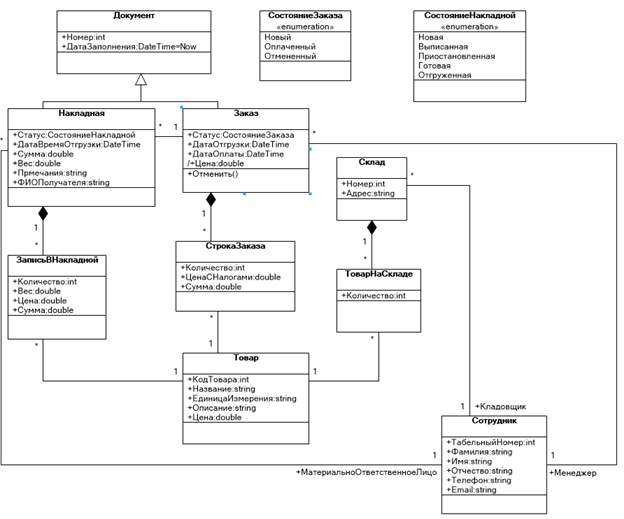 Документ
+Номер:int
+ДатаЗаполнения:DateTime=Now
СостояниеЗаказа
«enumeration»
Новый
Оплаченный
Отмененный
СостояниеНакладной
«enumeration»
Новая
Выписанная
Приостановленная
Готовая
Отгруженная
Накладная
+Статус:СостояниеНакладной
+ДатаВремяОтгрузки:DateTime
+Сумма:double
+Вес:double
+Прмечания:string
+ФИОПолучателя:string
*
*
1
Заказ
+Статус:СостояниеЗаказа
+ДатаОтгрузки:DateTime
+ДатаОплаты:DateTime
/+Цена:double
+Отменить()
*
Склад
+Номер:int
+Адрес:string
*
1
*
1
*
1
*
ЗаписьВНакладной
+Количество:int
+Вес:double
+Цена:double
+Сумма:double
*
СтрокаЗаказа
+Количество:int
+ЦенаСНалогами:double
+Сумма:double
*
1
ТоварНаСкладе
+Количество:int
*
Товар
+КодТовара:int
+Название:string
+ЕдиницаИзмерения:string
+Описание:string
+Цена:double
1
1
1
+Кладовщик
Сотрудник
+ТабельныйНомер:int
+Фамилия:string
+Имя:string
+Отчество:string
+Телефон:string
+Email:string
1
+МатериальноОтветственноеЛицо
1
+Менеджер